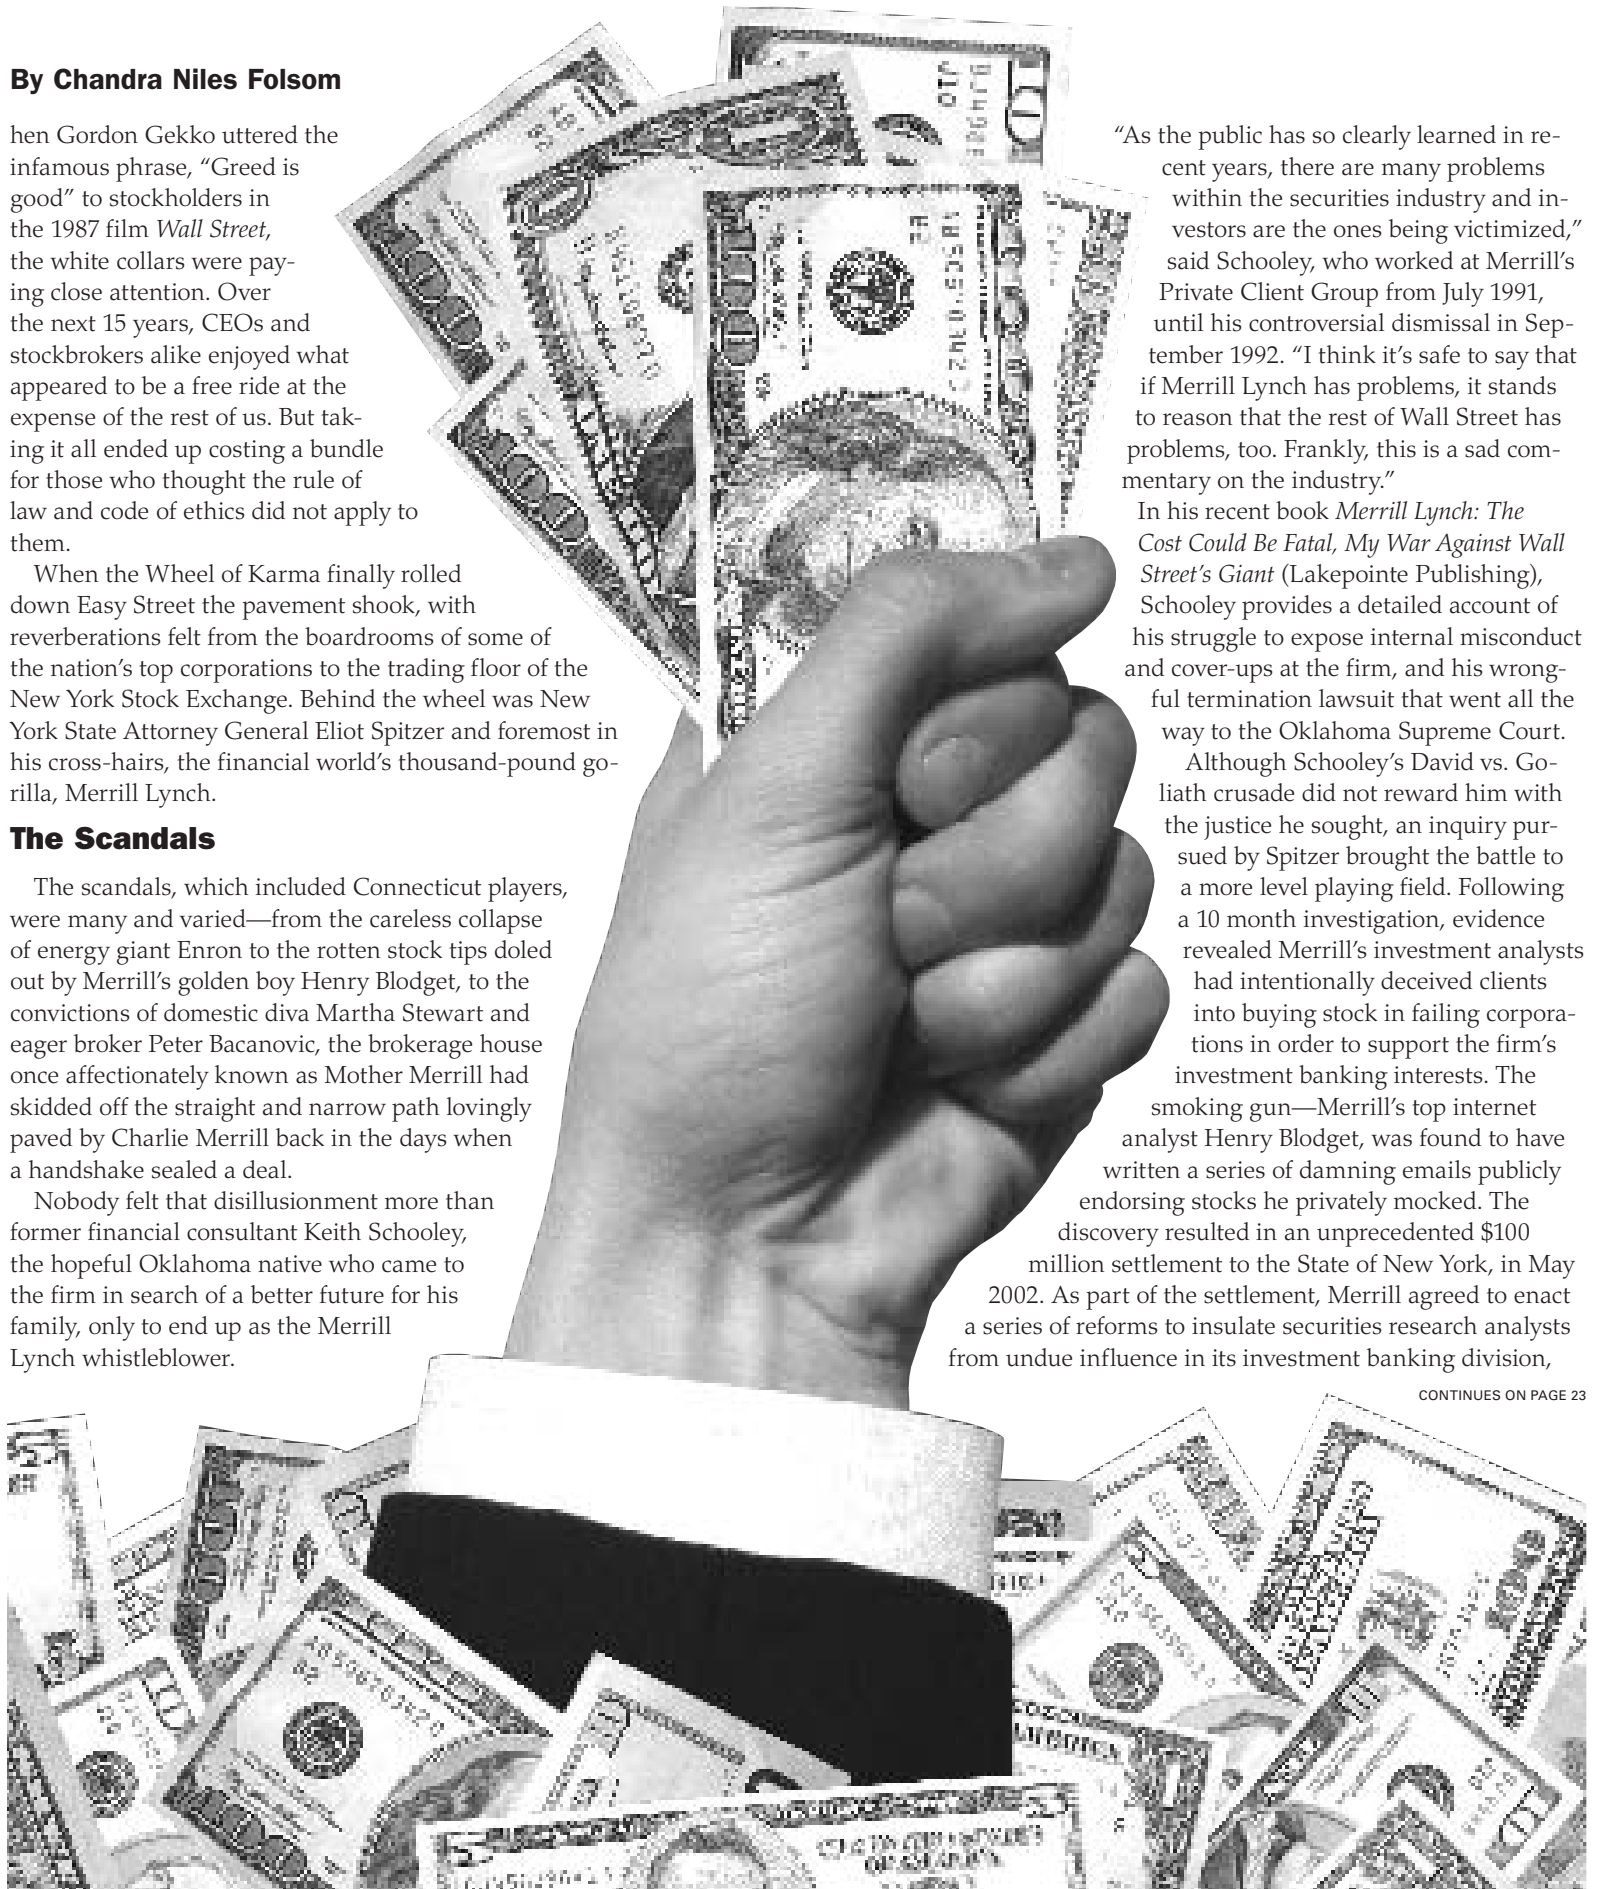 By Chandra Niles Folsom
hen Gordon Gekko uttered the
infamous phrase, “Greed is
good” to stockholders in
the 1987 film Wall Street,
the white collars were pay-
ing close attention. Over
the next 15 years, CEOs and
stockbrokers alike enjoyed what
appeared to be a free ride at the
expense of the rest of us. But tak-
ing it all ended up costing a bundle
for those who thought the rule of
law and code of ethics did not apply to
them.
When the Wheel of Karma finally rolled
down Easy Street the pavement shook, with
reverberations felt from the boardrooms of some of
the nation’s top corporations to the trading floor of the
New York Stock Exchange. Behind the wheel was New
York State Attorney General Eliot Spitzer and foremost in
his cross-hairs, the financial world’s thousand-pound go-
rilla, Merrill Lynch.
The Scandals
The scandals, which included Connecticut players,
were many and varied—from the careless collapse
of energy giant Enron to the rotten stock tips doled
out by Merrill’s golden boy Henry Blodget, to the
convictions of domestic diva Martha Stewart and
eager broker Peter Bacanovic, the brokerage house
once affectionately known as Mother Merrill had
skidded off the straight and narrow path lovingly
paved by Charlie Merrill back in the days when
a handshake sealed a deal.
Nobody felt that disillusionment more than
former financial consultant Keith Schooley,
the hopeful Oklahoma native who came to
the firm in search of a better future for his
family, only to end up as the Merrill
Lynch whistleblower.
“As the public has so clearly learned in re-
cent years, there are many problems
within the securities industry and in-
vestors are the ones being victimized,”
said Schooley, who worked at Merrill’s
Private Client Group from July 1991,
until his controversial dismissal in Sep-
tember 1992. “I think it’s safe to say that
if Merrill Lynch has problems, it stands
to reason that the rest of Wall Street has
problems, too. Frankly, this is a sad com-
mentary on the industry.”
In his recent book Merrill Lynch: The
Cost Could Be Fatal, My War Against Wall
Street’s Giant (Lakepointe Publishing),
Schooley provides a detailed account of
his struggle to expose internal misconduct
and cover-ups at the firm, and his wrong-
ful termination lawsuit that went all the
way to the Oklahoma Supreme Court.
Although Schooley’s David vs. Go-
liath crusade did not reward him with
the justice he sought, an inquiry pur-
sued by Spitzer brought the battle to
a more level playing field. Following
a 10 month investigation, evidence
revealed Merrill’s investment analysts
had intentionally deceived clients
into buying stock in failing corpora-
tions in order to support the firm’s
investment banking interests. The
smoking gun—Merrill’s top internet
analyst Henry Blodget, was found to have
written a series of damning emails publicly
endorsing stocks he privately mocked. The
discovery resulted in an unprecedented $100
million settlement to the State of New York, in May
2002. As part of the settlement, Merrill agreed to enact
a series of reforms to insulate securities research analysts
from undue influence in its investment banking division,
CONTINUES ON PAGE 23